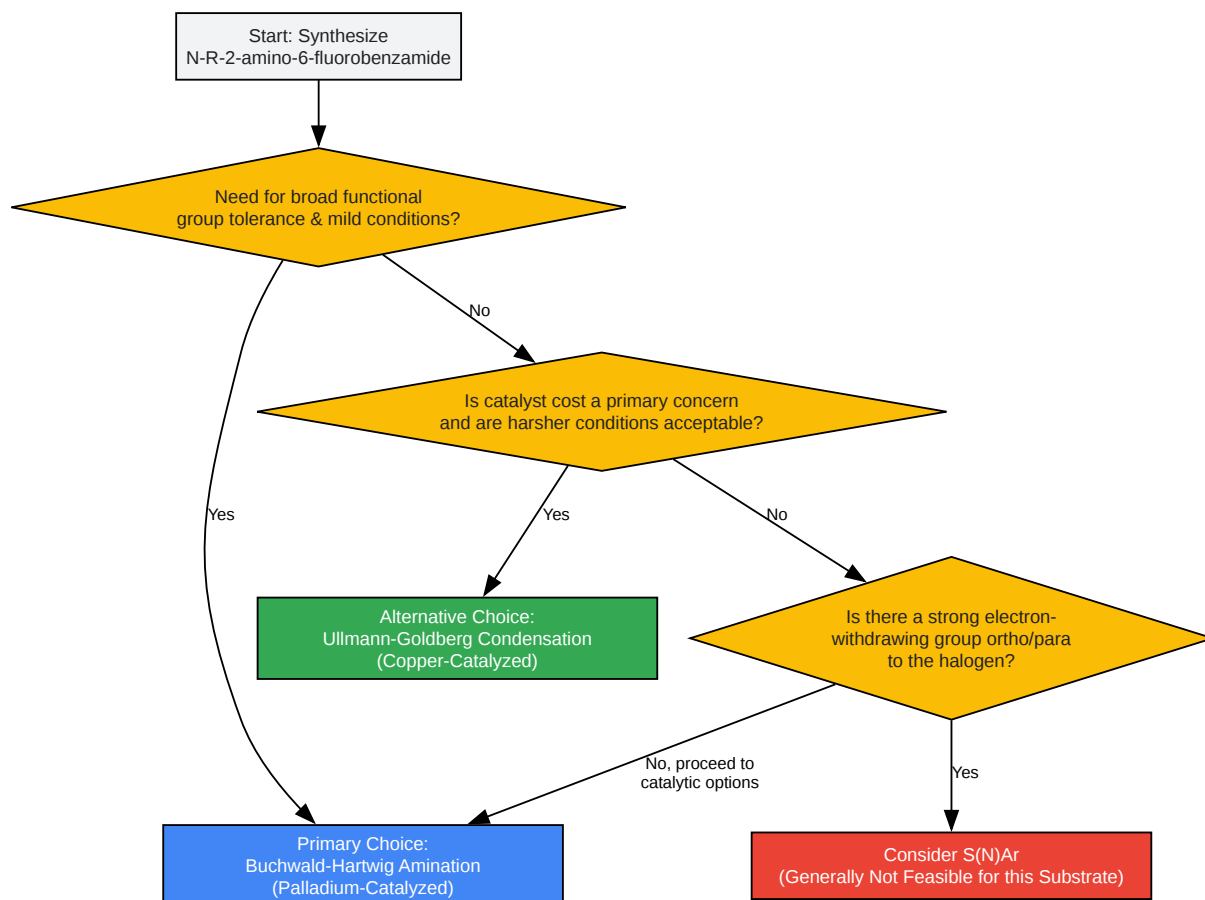 Start: Synthesize
N-R-2-amino-6-fluorobenzamide
Need for broad functional
group tolerance & mild conditions?
No
Is catalyst cost a primary concern
and are harsher conditions acceptable?
Yes
Yes
No
Alternative Choice:
Ullmann-Goldberg Condensation
(Copper-Catalyzed)
Is there a strong electron-
withdrawing group ortho/para
to the halogen?
No, proceed to
catalytic options
Yes
Primary Choice:
Buchwald-Hartwig Amination
(Palladium-Catalyzed)
Consider S(N)Ar
(Generally Not Feasible for this Substrate)